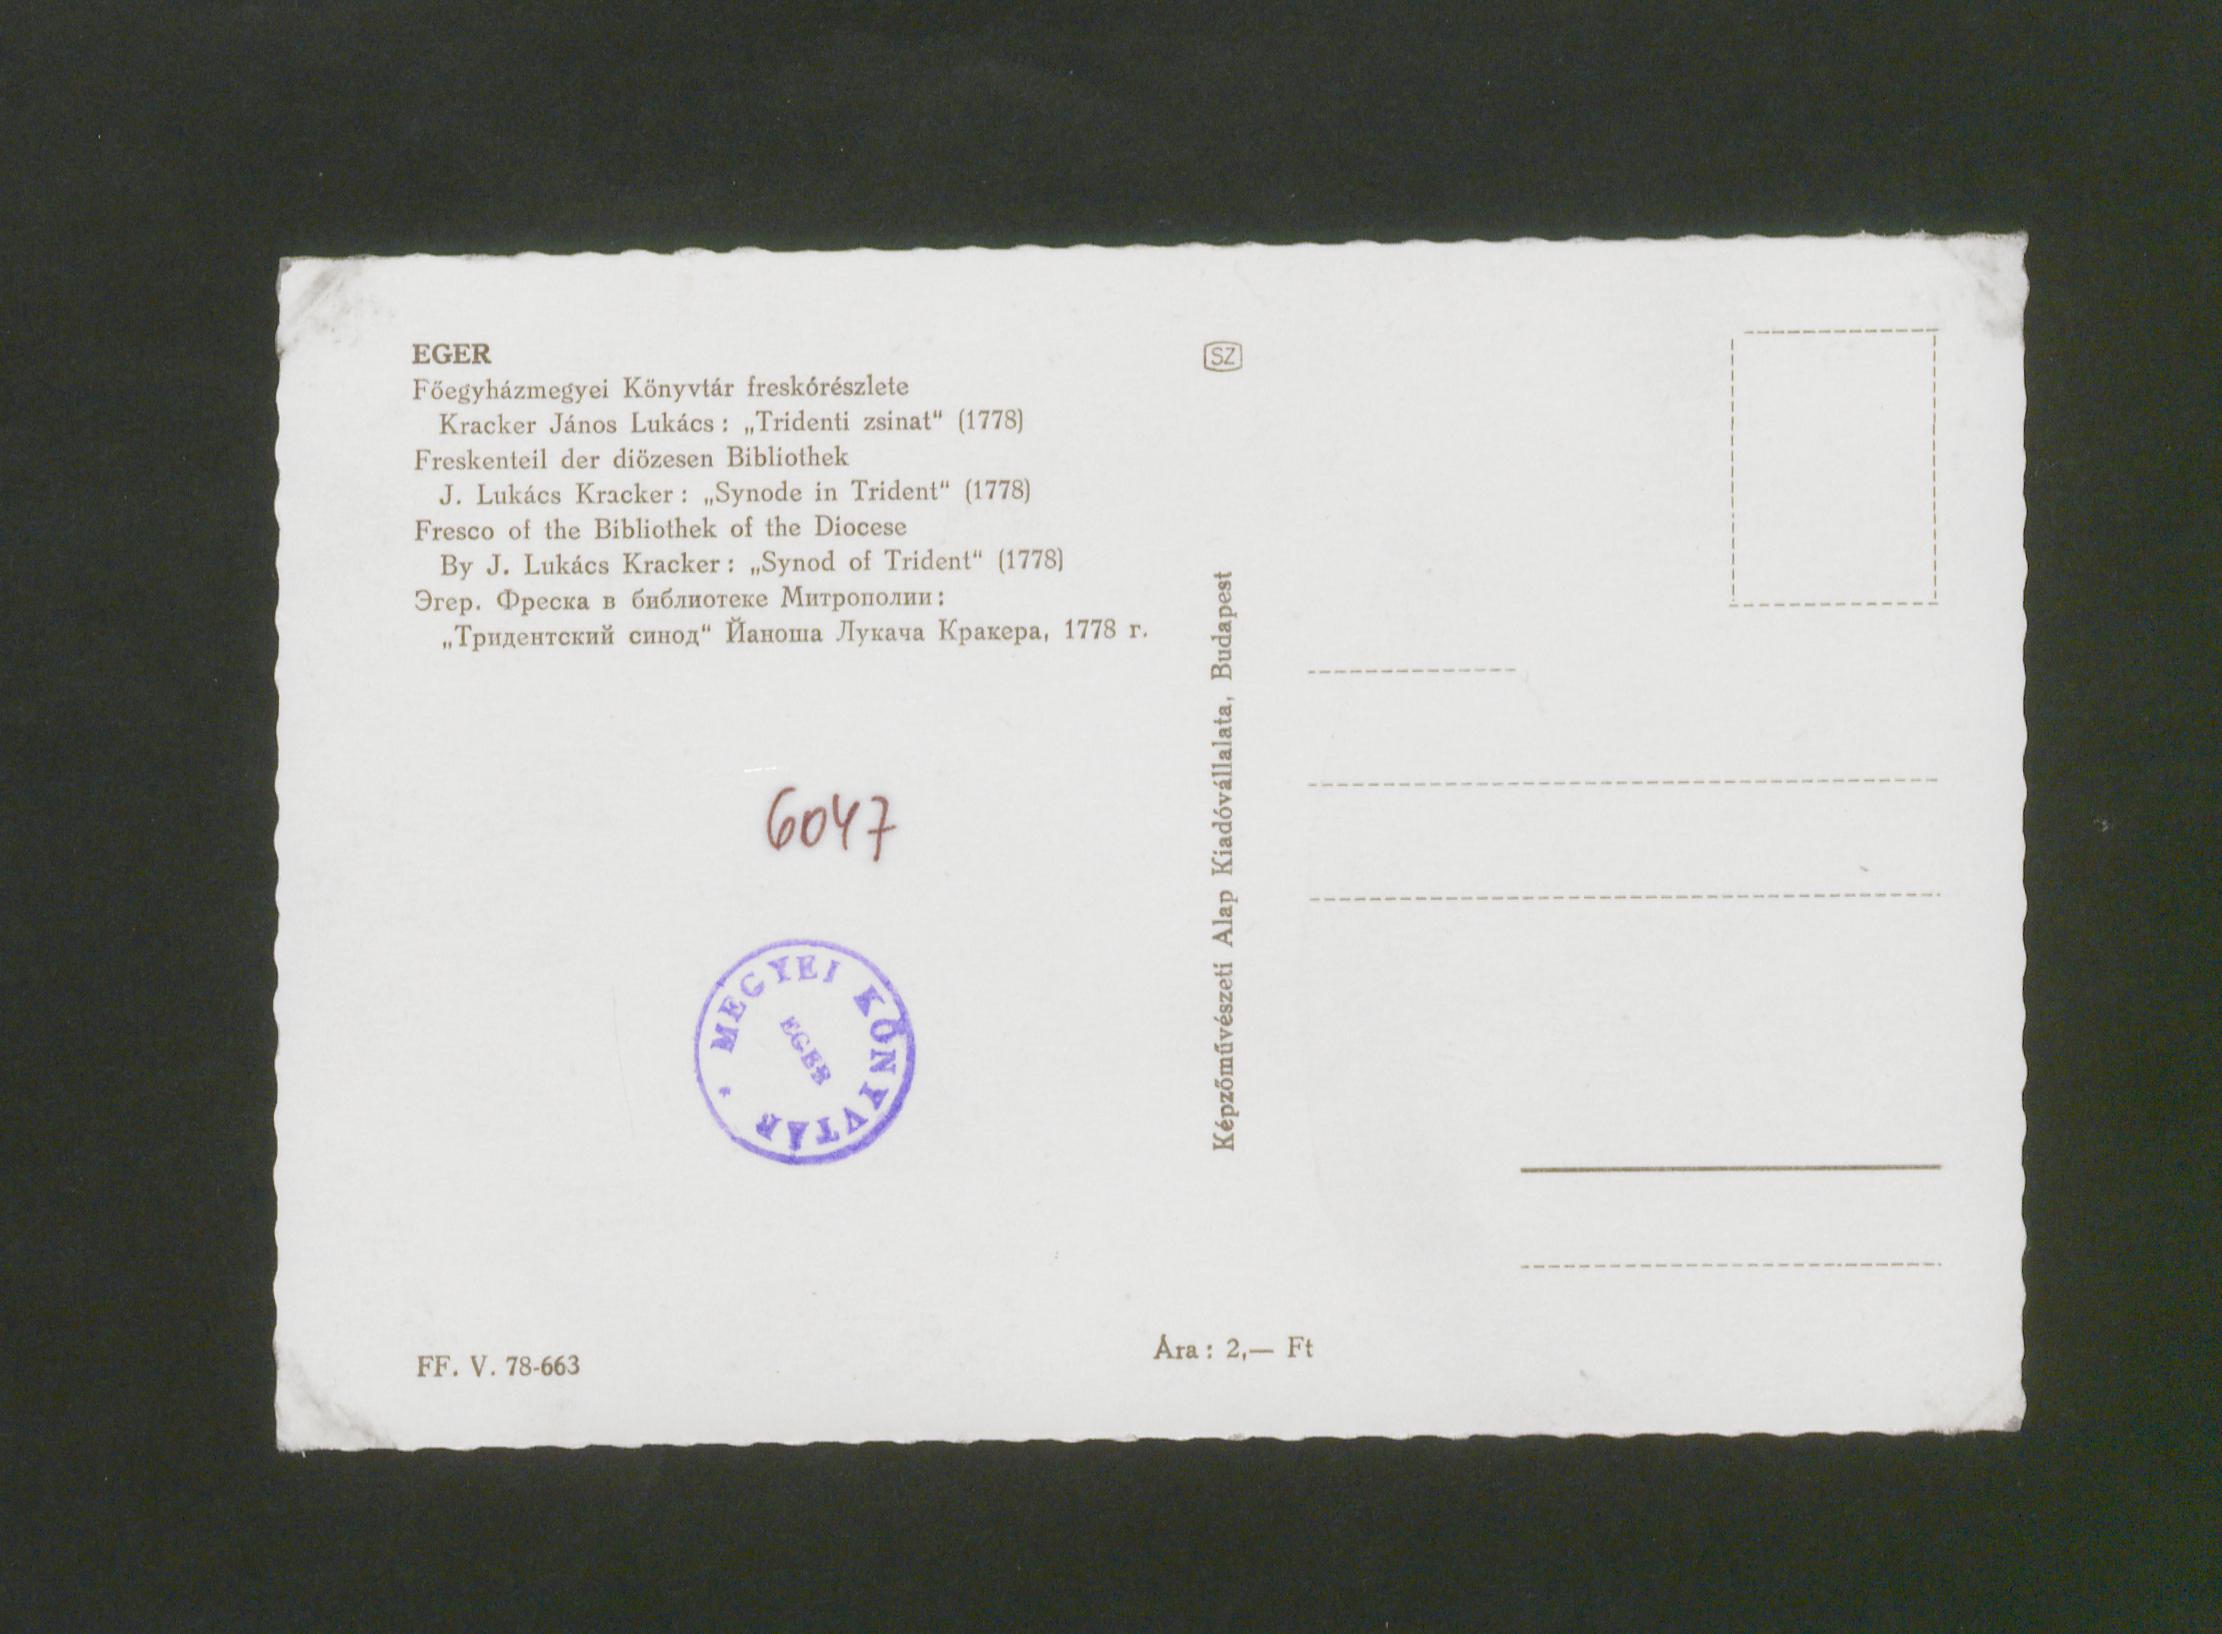 EGER
Főegyházmegyei Könyvtár freskórészlete
Kracker János Lukács: „Tridenti zsinat“ (1778)
Freskenteil der diözesen Bibliothek
J. Lukács Kracker: „Synode in Trident“ (1778)
Fresco of the Bibliothek of the Diocese
By J. Lukács Kracker: „Synod of Trident“ (1778)
Эгер. Фреска в библиотеке Митрополии:
„Тридентский синод“ Йаноша Лукача Кракера, 1778 г.
6047
MEGYEI KÖNYVTÁR
EGER
FF. V. 78-663
SZ
Képzőművészeti Alap Kiadóvállalata, Budapest
Ára: 2,— Ft